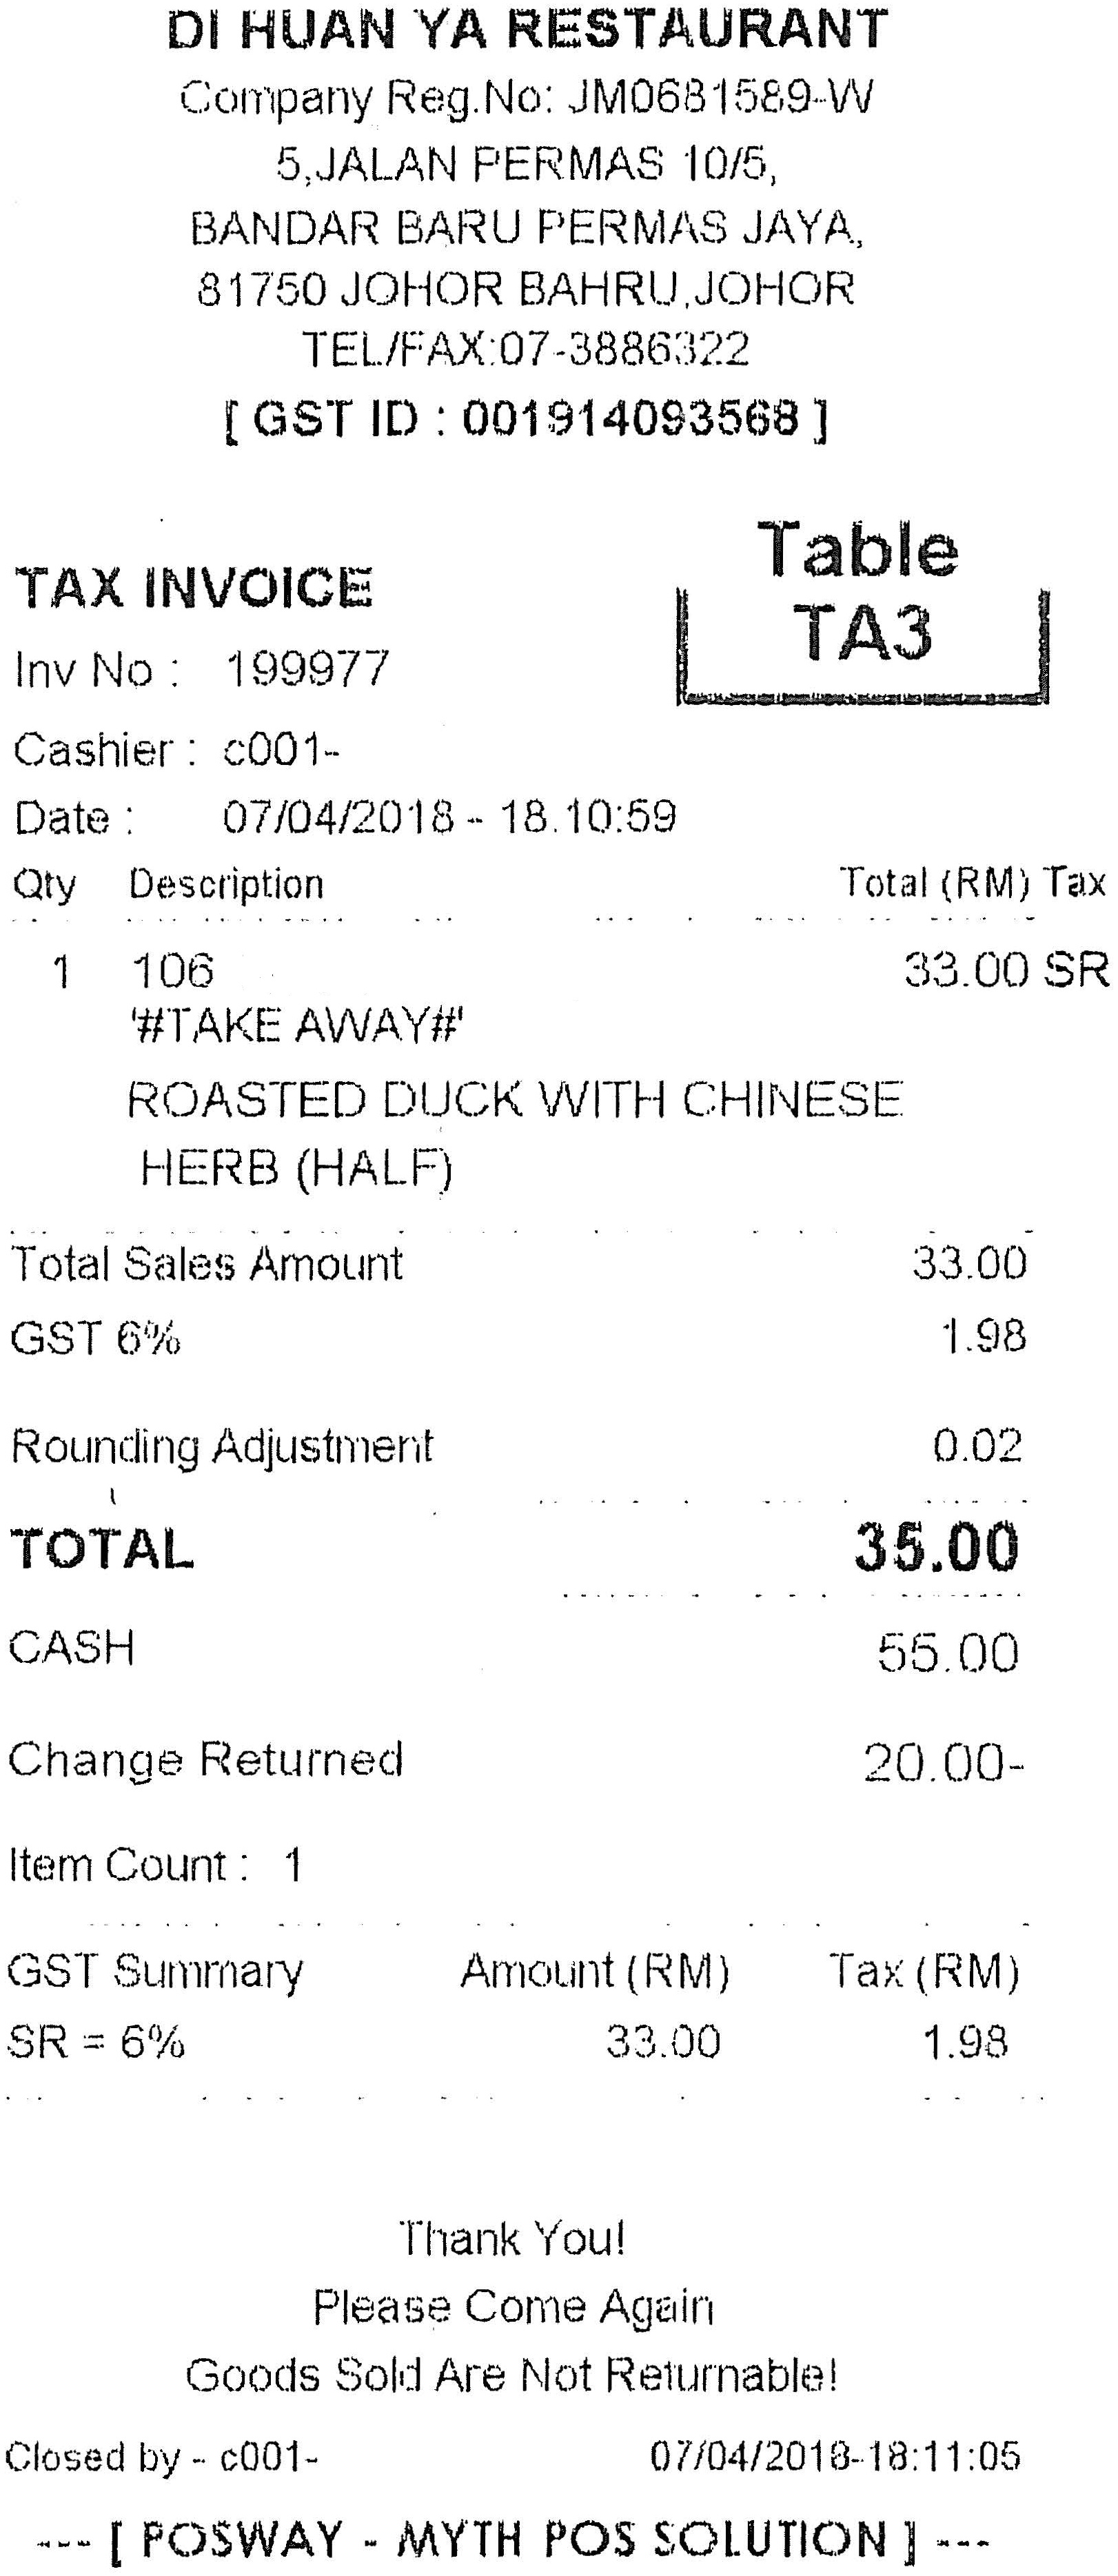 DI HUAN YA RESTAURANT
Company Reg.No: JM0681589-W
5,JALAN PERMAS 10/5,
BANDAR BARU PERMAS JAYA,
81750 JOHOR BAHRU,JOHOR
TEL/FAX:07-3886322
[ GST ID : 001914093568 ]
Table
TA3
TAX INVOICE
Inv No : 199977
Cashier : c001-
Date : 07/04/2018 - 18.10:59
Qty Description Total (RM) Tax
1 106 33.00 SR
'#TAKE AWAY#'
ROASTED DUCK WITH CHINESE
HERB (HALF)
Total Sales Amount 33.00
GST 6% 1.98
Rounding Adjustment 0.02
TOTAL 35.00
CASH 55.00
Change Returned 20.00-
Item Count : 1
GST Summary Amount (RM) Tax (RM)
SR = 6% 33.00 1.98
Thank You!
Please Come Again
Goods Sold Are Not Returnable!
Closed by - c001- 07/04/2018-18:11:05
--- [ POSWAY - MYTH POS SOLUTION ] ---